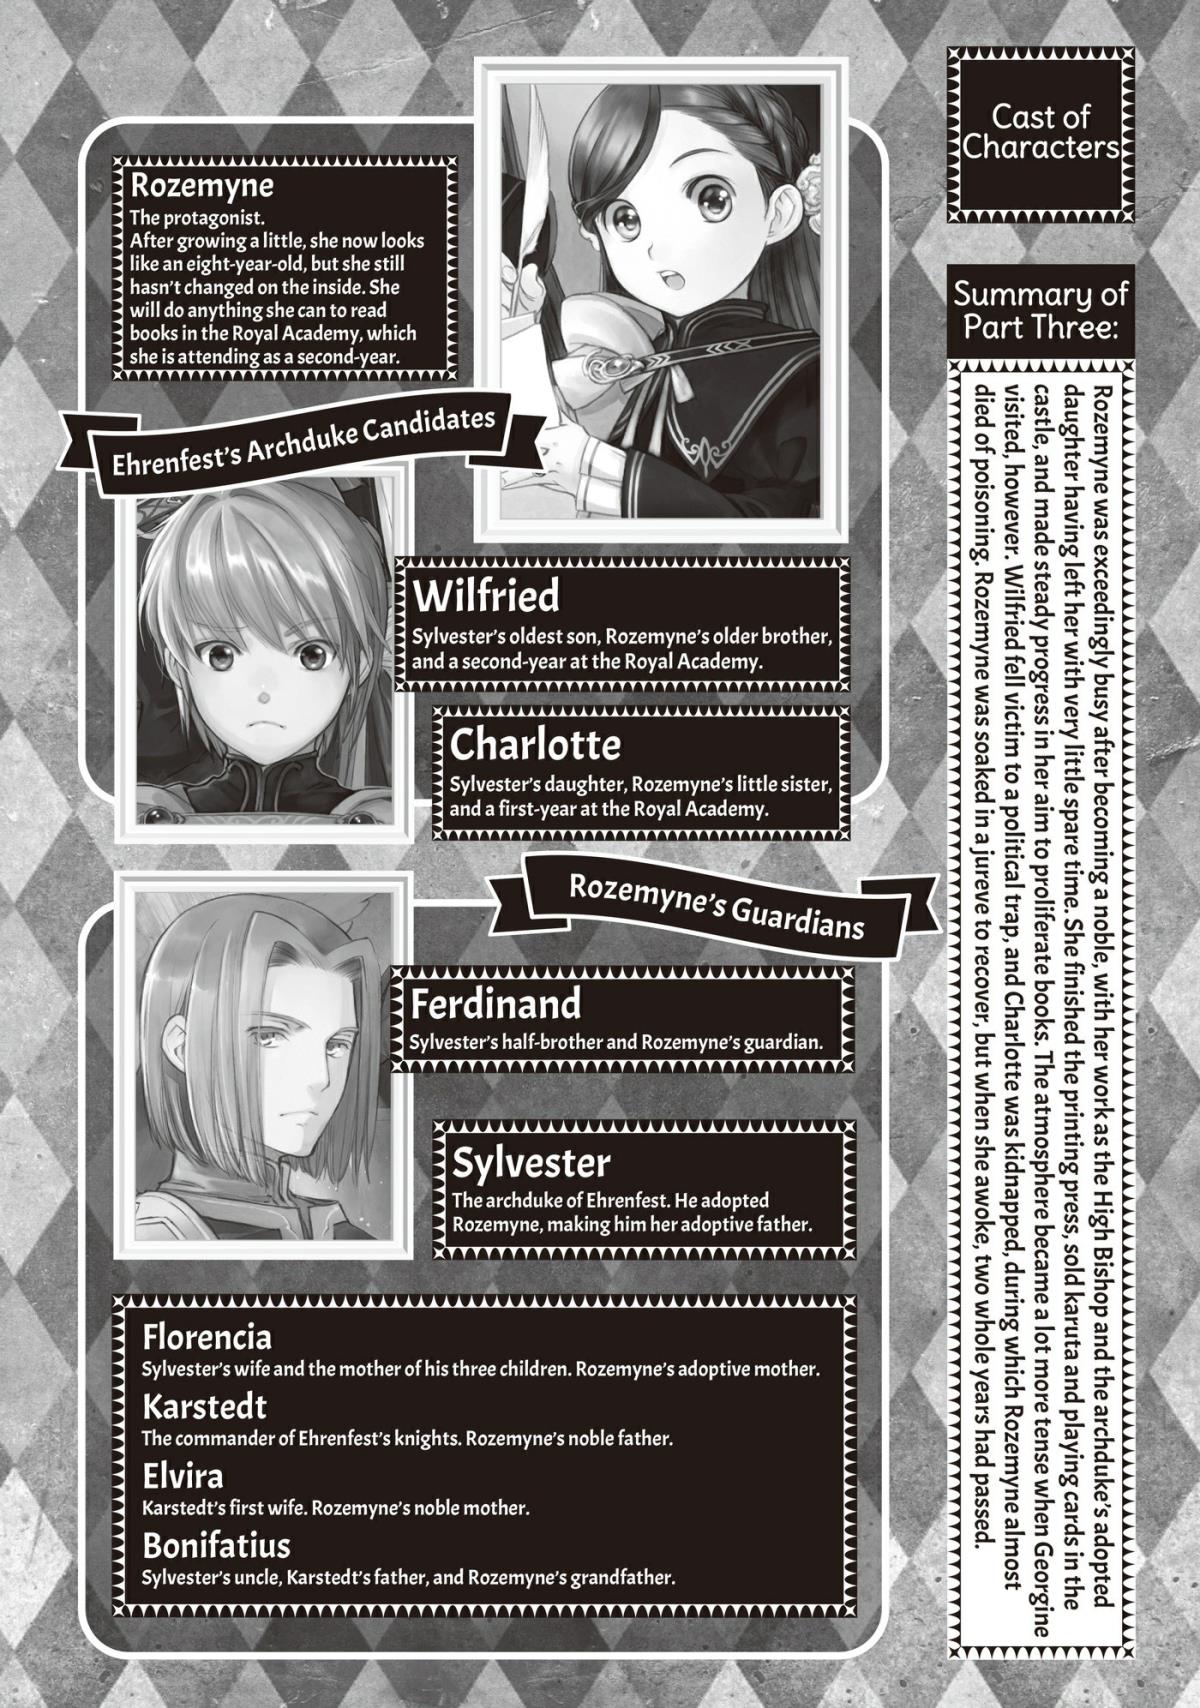 Cast of
Characters
Summary of
Part Three:
Rozemyne was exceedingly busy after becoming a noble, with her work as the High Bishop and the archduke's adopted
daughter having left her with very little spare time. She finished the printing press, sold karuta and playing cards in the
castle, and made steady progress in her aim to proliferate books. The atmosphere became a lot more tense when Georgine
visited, however. Wilfried fell victim to a political trap, and Charlotte was kidnapped, during which Rozemyne almost
died of poisoning. Rozemyne was soaked in a jureve to recover, but when she awoke, two whole years had passed.
Rozemyne
The protagonist.
After growing a little, she now looks
like an eight-year-old, but she still
hasn't changed on the inside. She
will do anything she can to read
books in the Royal Academy, which
she is attending as a second-year.
Ehrenfest's Archduke Candidates
Wilfried
Sylvester's oldest son, Rozemyne's older brother,
and a second-year at the Royal Academy.
Charlotte
Sylvester's daughter, Rozemyne's little sister,
and a first-year at the Royal Academy.
Rozemyne's Guardians
Ferdinand
Sylvester's half-brother and Rozemyne's guardian.
Sylvester
The archduke of Ehrenfest. He adopted
Rozemyne, making him her adoptive father.
Florencia
Sylvester's wife and the mother of his three children. Rozemyne's adoptive mother.
Karstedt
The commander of Ehrenfest's knights. Rozemyne's noble father.
Elvira
Karstedt's first wife. Rozemyne's noble mother.
Bonifatius
Sylvester's uncle, Karstedt's father, and Rozemyne's grandfather.